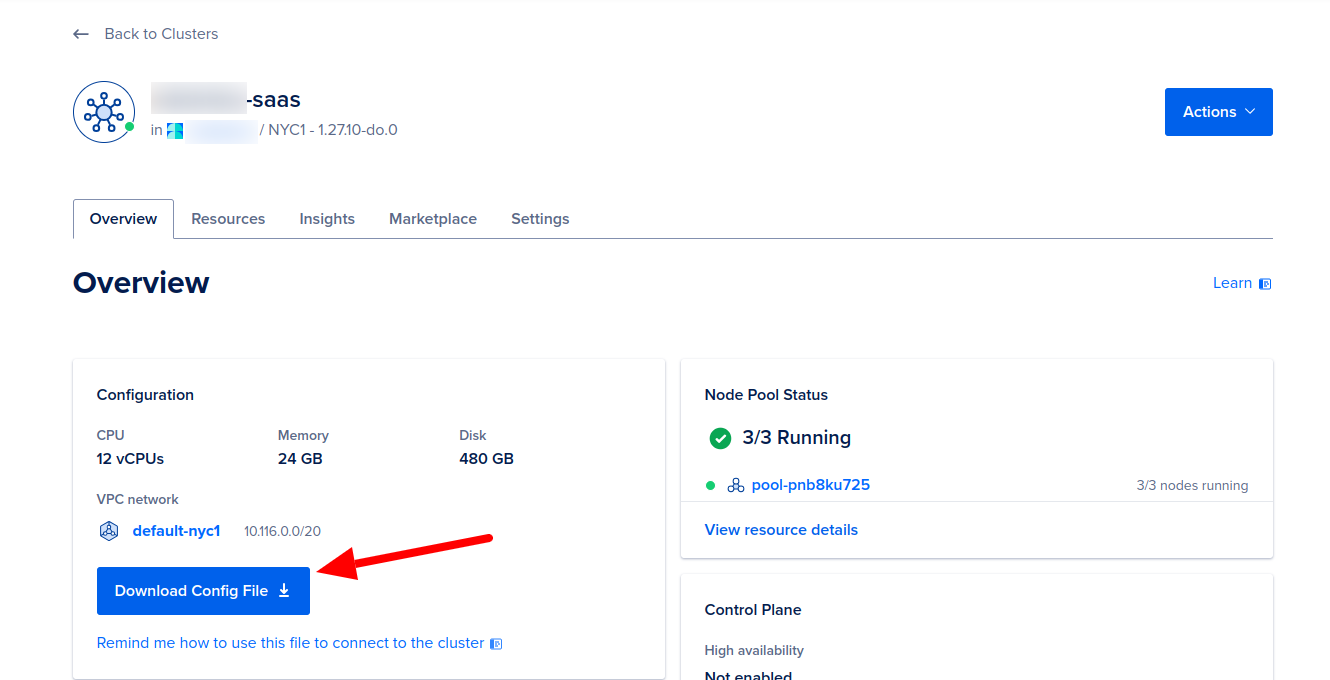 Back to Clusters
-saas
in / NYC1 - 1.27.10-do.0
Actions
Overview Resources Insights Marketplace Settings
Overview
Learn
Configuration
CPU Memory Disk
12 vCPUs 24 GB 480 GB
VPC network
default-nyc1 10.116.0.0/20
Download Config File
Remind me how to use this file to connect to the cluster
Node Pool Status
3/3 Running
pool-pnb8ku725 3/3 nodes running
View resource details
Control Plane
High availability
Not enabled